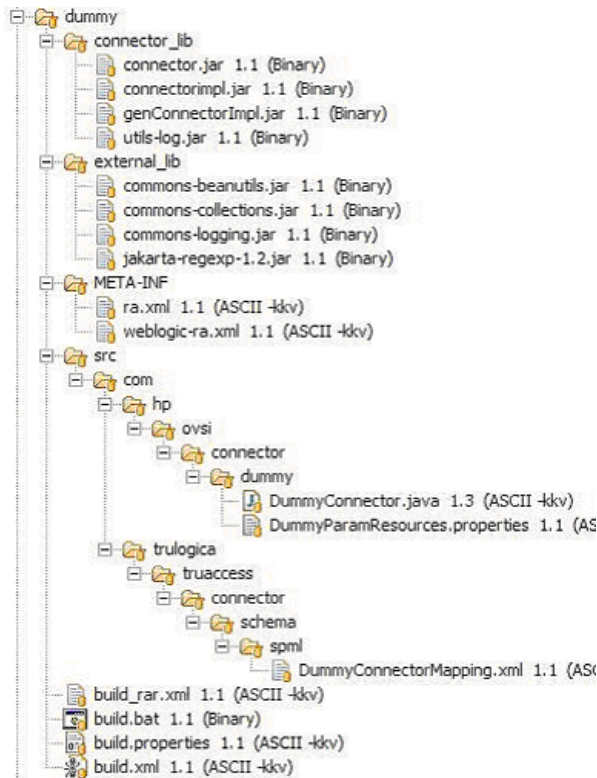 dummy
connector_lib
connector.jar 1.1 (Binary)
connectorimpl.jar 1.1 (Binary)
genConnectorImpl.jar 1.1 (Binary)
utils-log.jar 1.1 (Binary)
external_lib
commons-beanutils.jar 1.1 (Binary)
commons-collections.jar 1.1 (Binary)
commons-logging.jar 1.1 (Binary)
jakarta-regexp-1.2.jar 1.1 (Binary)
META-INF
ra.xml 1.1 (ASCII -kkv)
weblogic-ra.xml 1.1 (ASCII -kkv)
src
com
hp
ovsi
connector
dummy
DummyConnector.java 1.3 (ASCII -kkv)
DummyParamResources.properties 1.1 (AS
trulogica
truaccess
connector
schema
spml
DummyConnectorMapping.xml 1.1 (ASC
build_rar.xml 1.1 (ASCII -kkv)
build.bat 1.1 (Binary)
build.properties 1.1 (ASCII -kkv)
build.xml 1.1 (ASCII -kkv)